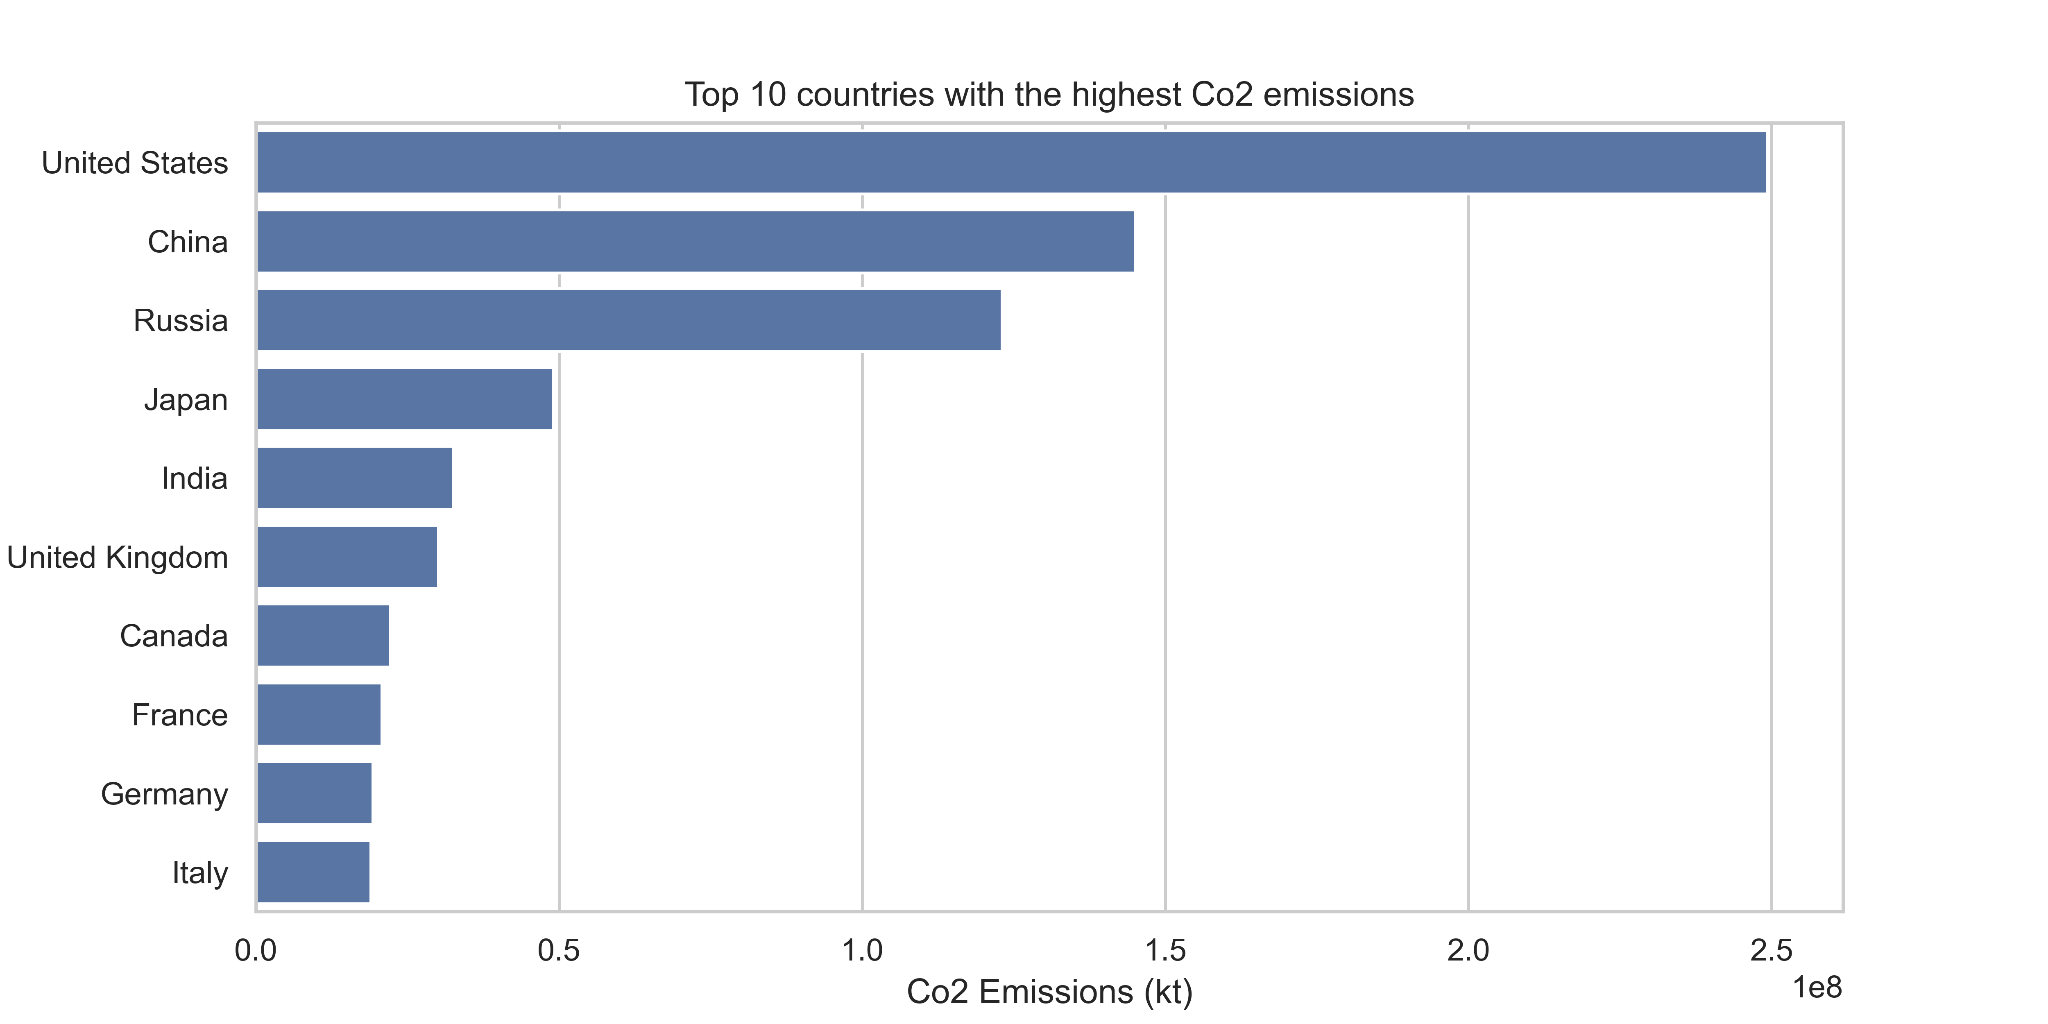 Top 10 countries with the highest Co2 emissions
United States
China
Russia
Japan
India
United Kingdom
Canada
France
Germany
Italy
0.0 0.5 1.0 1.5 2.0 2.5
1e8
Co2 Emissions (kt)